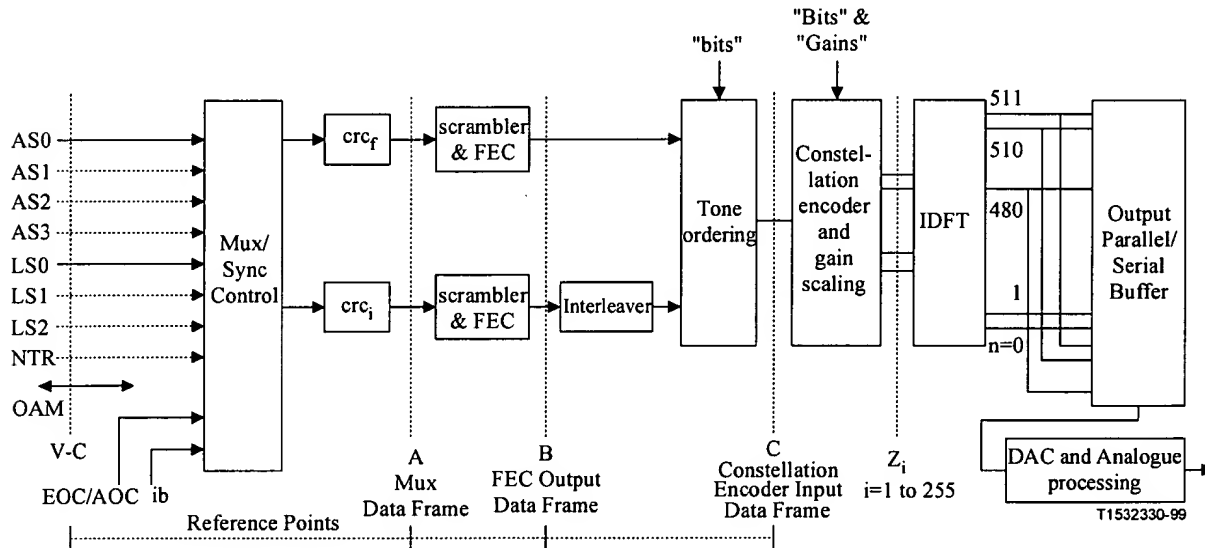 "bits"
"Bits" &
"Gains"
AS0
AS1
AS2
AS3
LS0
LS1
LS2
NTR
OAM
V-C
EOC/AOC
ib
Mux/
Sync
Control
crcf
crci
scrambler
& FEC
scrambler
& FEC
Interleaver
Tone
ordering
Constel-
lation
encoder
and
gain
scaling
IDFT
511
510
480
1
n=0
Output
Parallel/
Serial
Buffer
DAC and Analogue
processing
A
Mux
Data Frame
B
FEC Output
Data Frame
C
Constellation
Encoder Input
Data Frame
Zi
i=1 to 255
Reference Points
T1532330-99